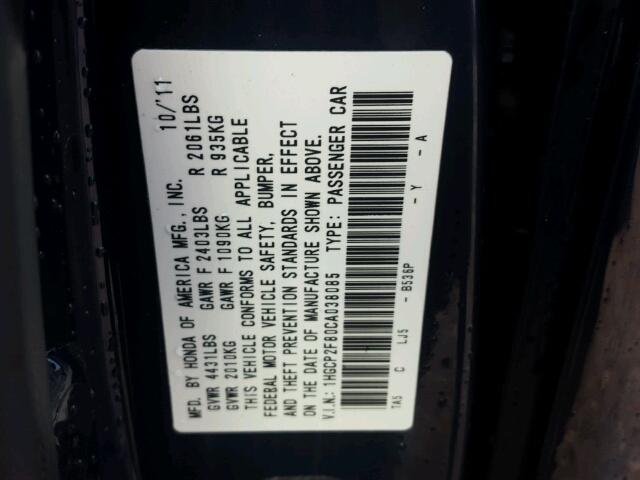 MFD. BY HONDA OF AMERICA MFG., INC. 10/'11
GVWR 4431LBS GAWR F 2403LBS R 2061LBS
GVWR 2010KG GAWR F 1090KG R 935KG
THIS VEHICLE CONFORMS TO ALL APPLICABLE
FEDERAL MOTOR VEHICLE SAFETY, BUMPER,
AND THEFT PREVENTION STANDARDS IN EFFECT
ON THE DATE OF MANUFACTURE SHOWN ABOVE.
V.I.N.: 1HGCP2F80CA038085 TYPE: PASSENGER CAR
1A5 C LJ5 - B536P - Y - A